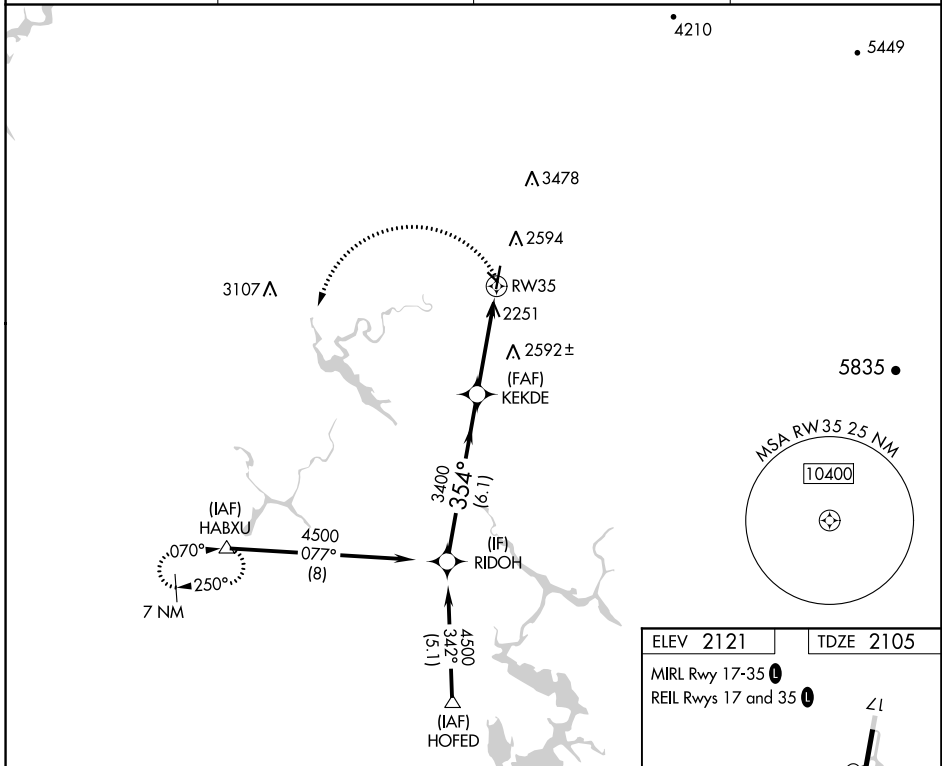 4210
5449
3478
2594
3107
RW35
2251
2592 ±
(FAF)
KEKDE
5835
MSA RW35 25 NM
10400
3400
354°
(6.1)
(IAF)
HABXU
070°
250°
7 NM
4500
077°
(8)
(IF)
RIDOH
4500
342°
(5.1)
(IAF)
HOFED
ELEV 2121
TDZE 2105
MIRL Rwy 17-35 L
REIL Rwys 17 and 35 L
17